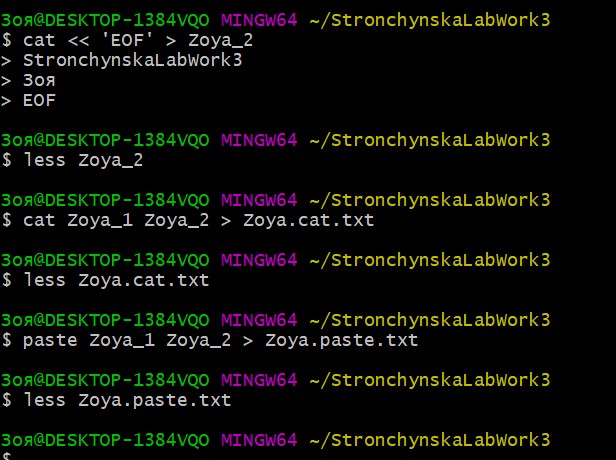 Зоя@DESKTOP-1384VQO MINGW64 ~/StronchynskaLabWork3
$ cat << 'EOF' > Zoya_2
> StronchynskaLabWork3
> Зоя
> EOF
Зоя@DESKTOP-1384VQO MINGW64 ~/StronchynskaLabWork3
$ less Zoya_2
Зоя@DESKTOP-1384VQO MINGW64 ~/StronchynskaLabWork3
$ cat Zoya_1 Zoya_2 > Zoya.cat.txt
Зоя@DESKTOP-1384VQO MINGW64 ~/StronchynskaLabWork3
$ less Zoya.cat.txt
Зоя@DESKTOP-1384VQO MINGW64 ~/StronchynskaLabWork3
$ paste Zoya_1 Zoya_2 > Zoya.paste.txt
Зоя@DESKTOP-1384VQO MINGW64 ~/StronchynskaLabWork3
$ less Zoya.paste.txt
Зоя@DESKTOP-1384VQO MINGW64 ~/StronchynskaLabWork3
$